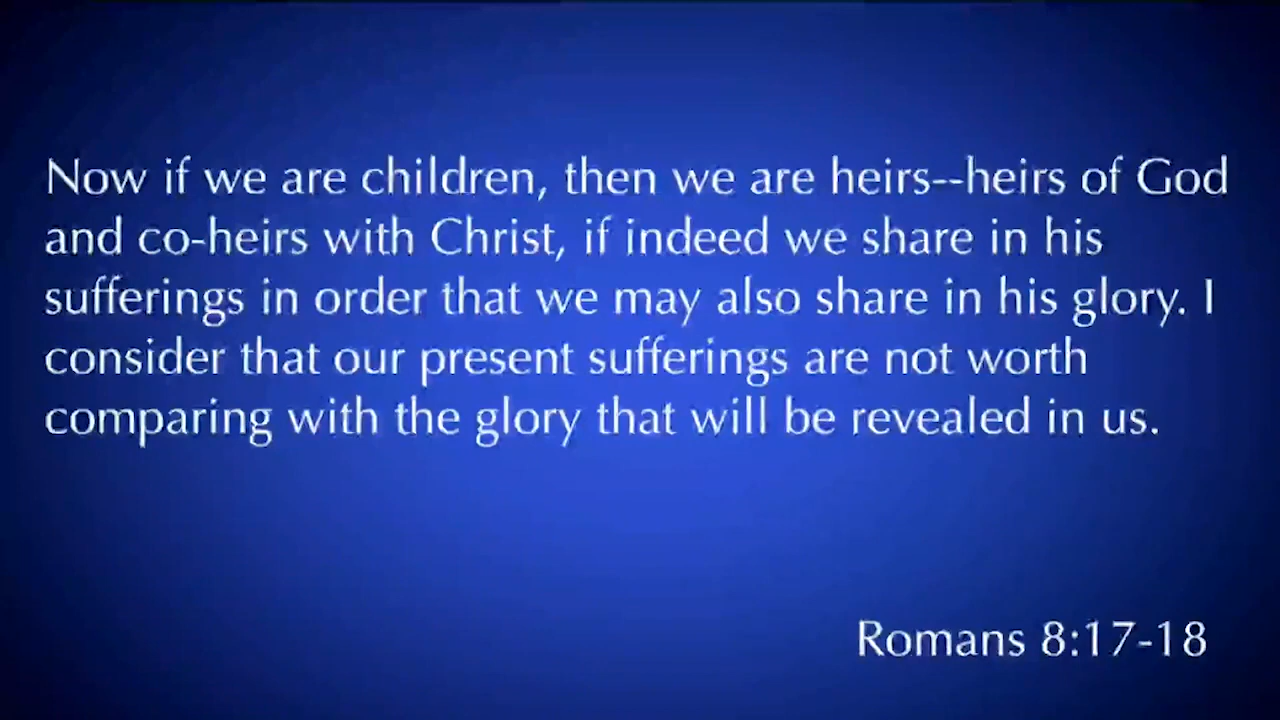 Now if we are children, then we are heirs--heirs of God
and co-heirs with Christ, if indeed we share in his
sufferings in order that we may also share in his glory. I
consider that our present sufferings are not worth
comparing with the glory that will be revealed in us.
Romans 8:17-18